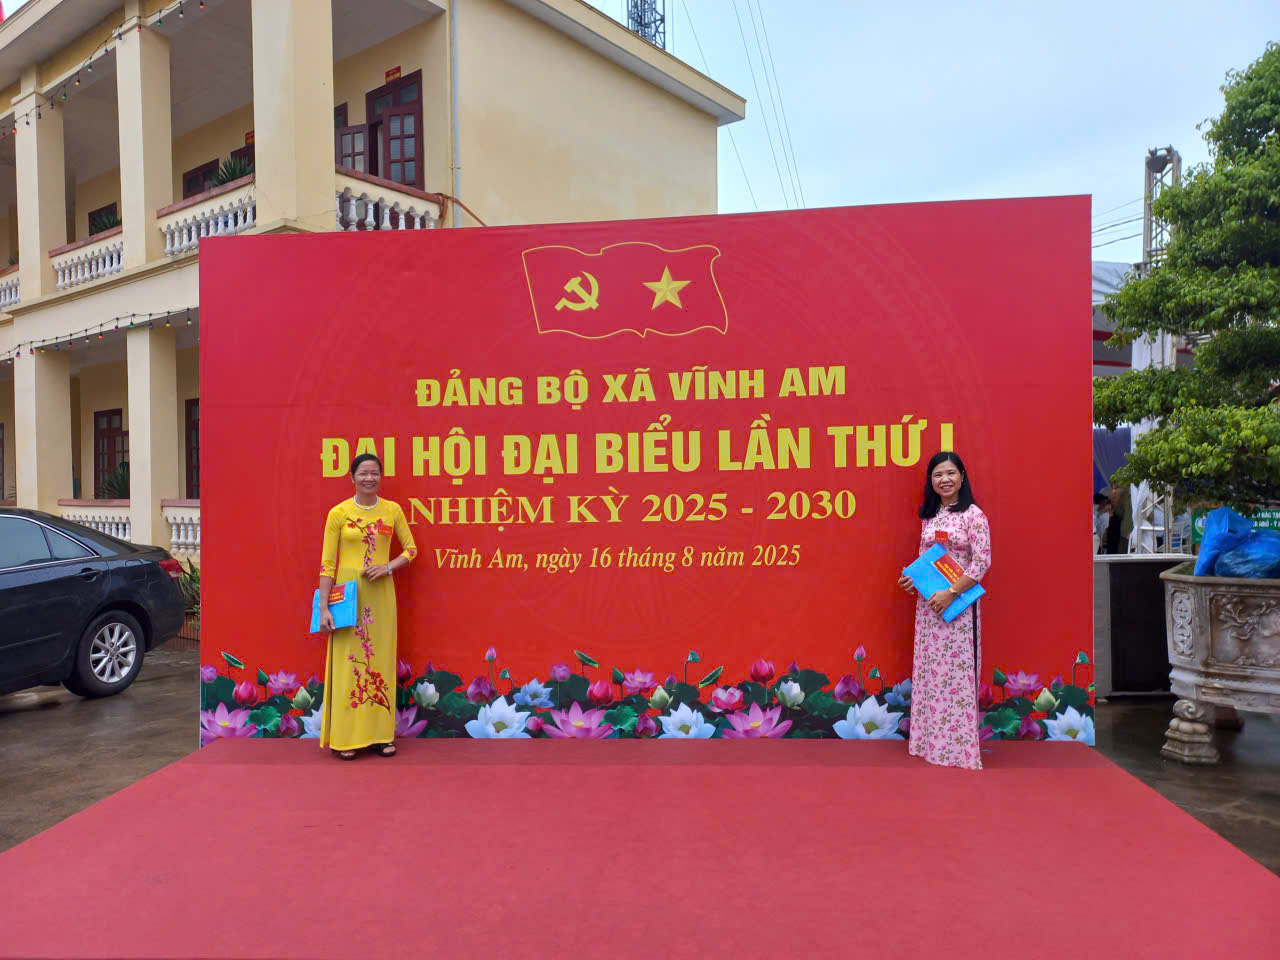 ĐẢNG BỘ XÃ VĨNH AM
ĐẠI HỘI ĐẠI BIỂU LẦN THỨ I
NHIỆM KỲ 2025 - 2030
Vĩnh Am, ngày 16 tháng 8 năm 2025